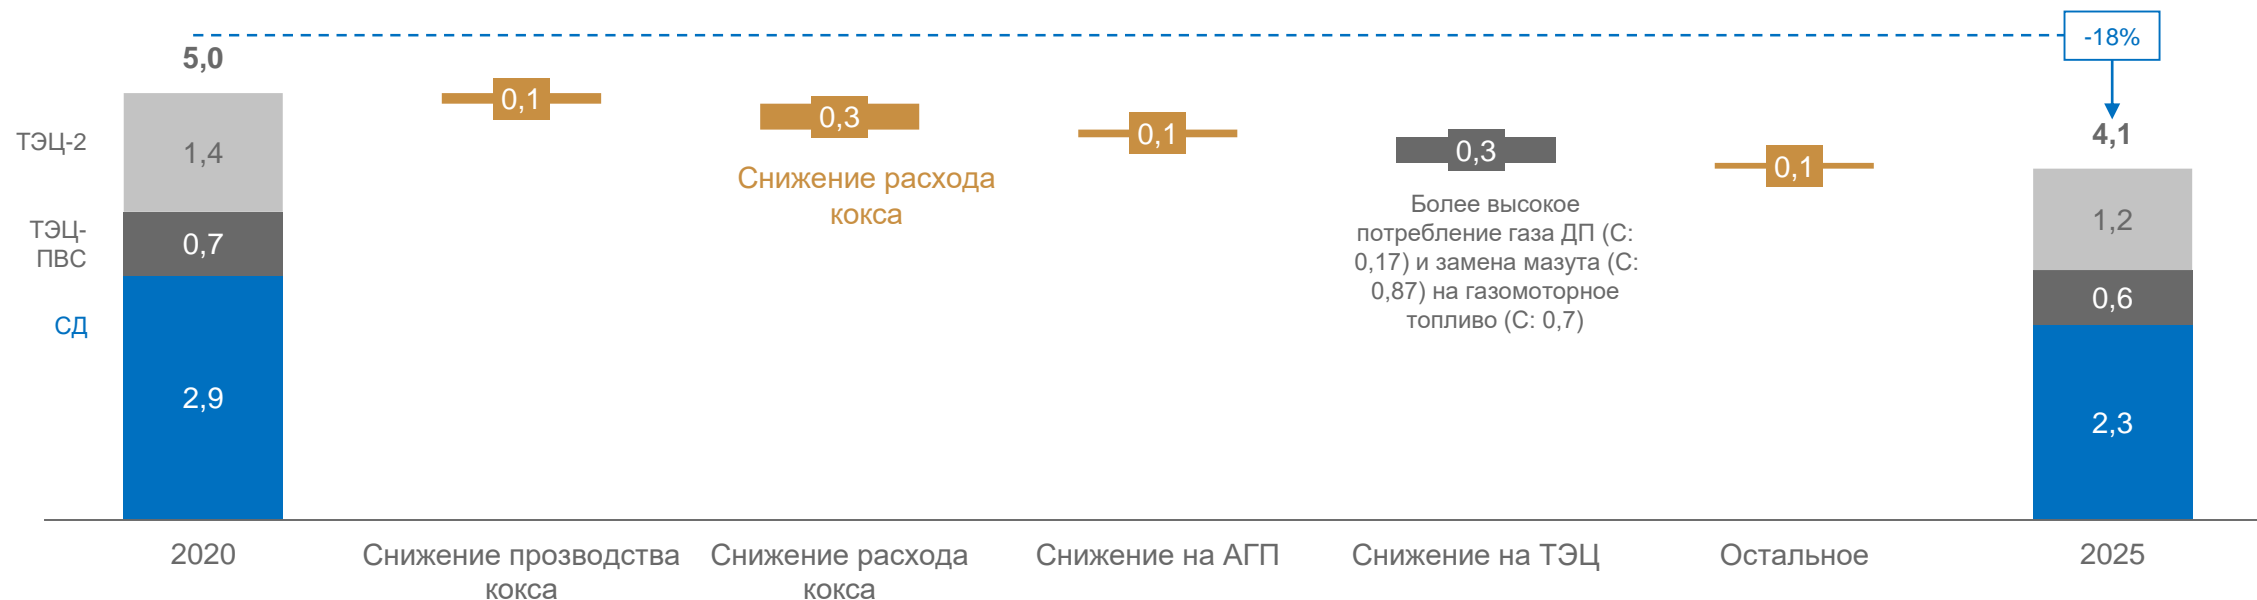 -18%
5,0
4,1
0,1
0,3
0,1
0,3
0,1
ТЭЦ-2
1,4
1,2
Снижение расхода
кокса
Более высокое
потребление газа ДП (С:
0,17) и замена мазута (С:
0,87) на газомоторное
топливо (С: 0,7)
ТЭЦ-
ПВС
0,7
0,6
СД
2,9
2,3
2020
Снижение прозводства
кокса
Снижение расхода
кокса
Снижение на АГП
Снижение на ТЭЦ
Остальное
2025